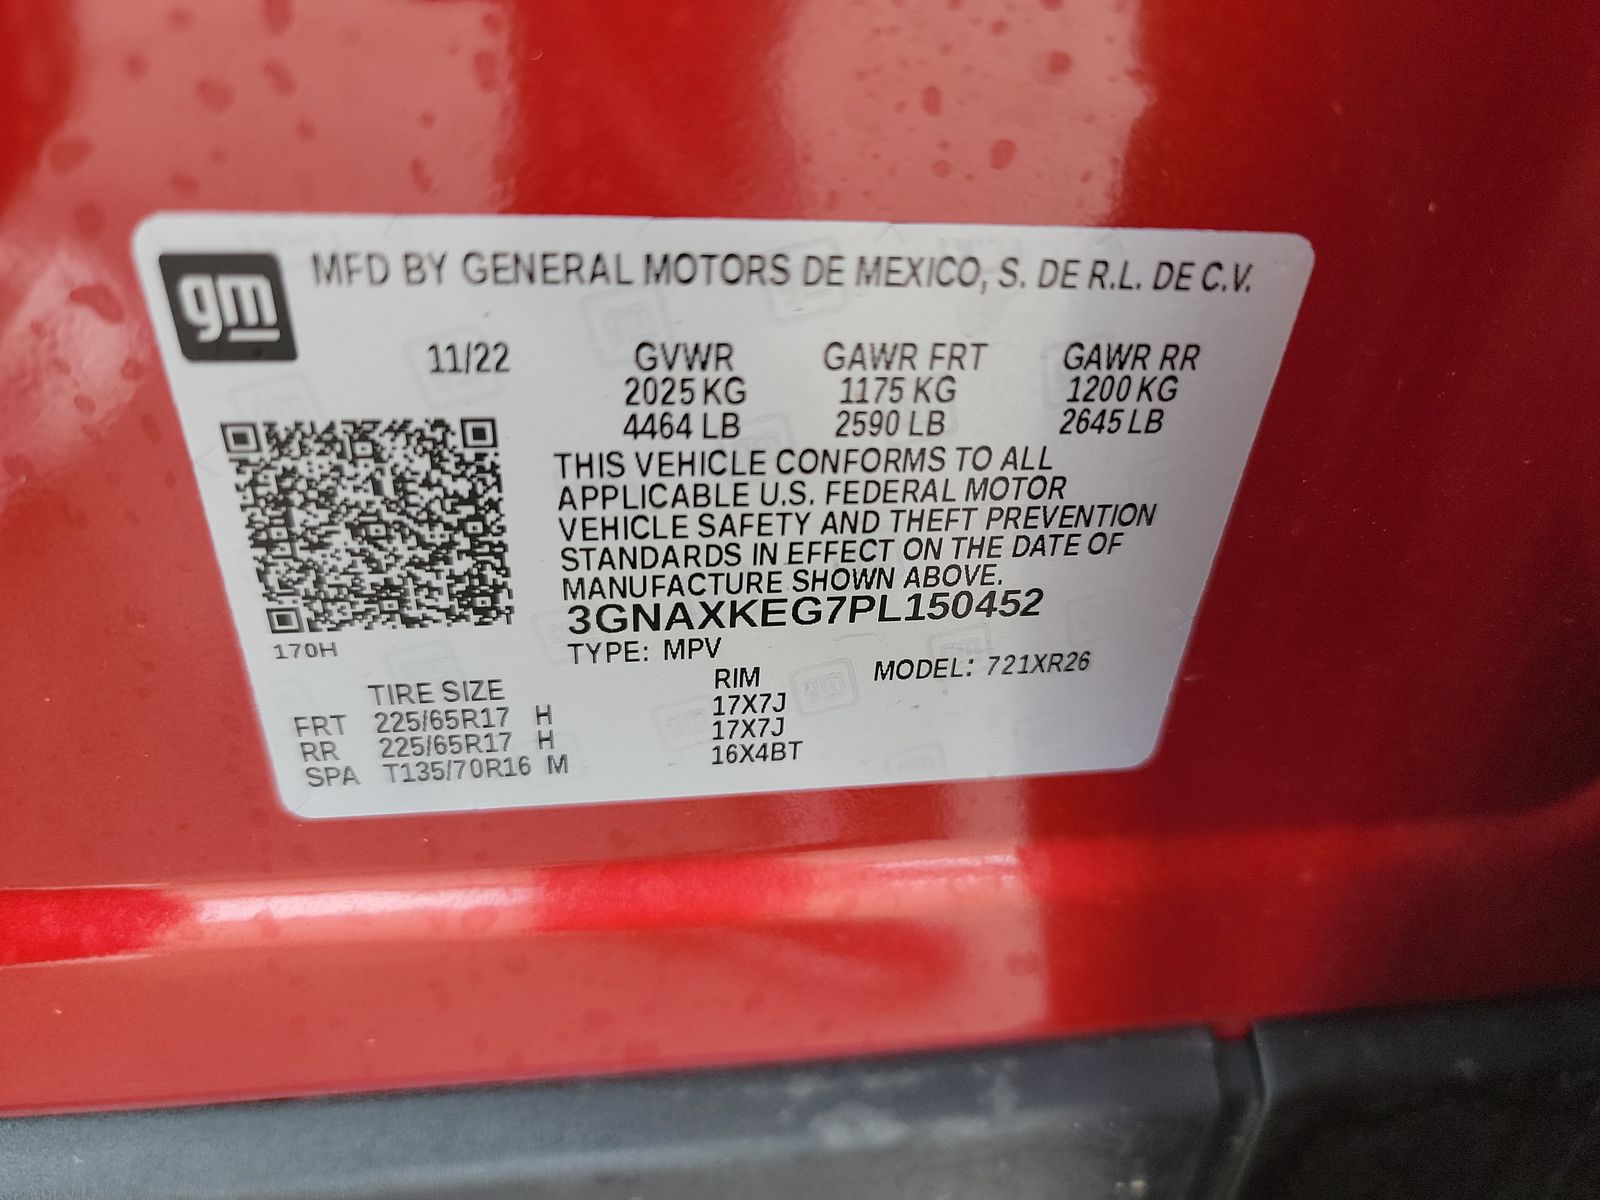 gm
MFD BY GENERAL MOTORS DE MEXICO, S. DE R.L. DE C.V.
11/22 GVWR GAWR FRT GAWR RR
2025 KG 1175 KG 1200 KG
4464 LB 2590 LB 2645 LB
THIS VEHICLE CONFORMS TO ALL
APPLICABLE U.S. FEDERAL MOTOR
VEHICLE SAFETY AND THEFT PREVENTION
STANDARDS IN EFFECT ON THE DATE OF
MANUFACTURE SHOWN ABOVE.
3GNAXKEG7PL150452
170H
TYPE: MPV MODEL: 721XR26
TIRE SIZE RIM
FRT 225/65R17 H 17X7J
RR 225/65R17 H 17X7J
SPA T135/70R16 M 16X4BT